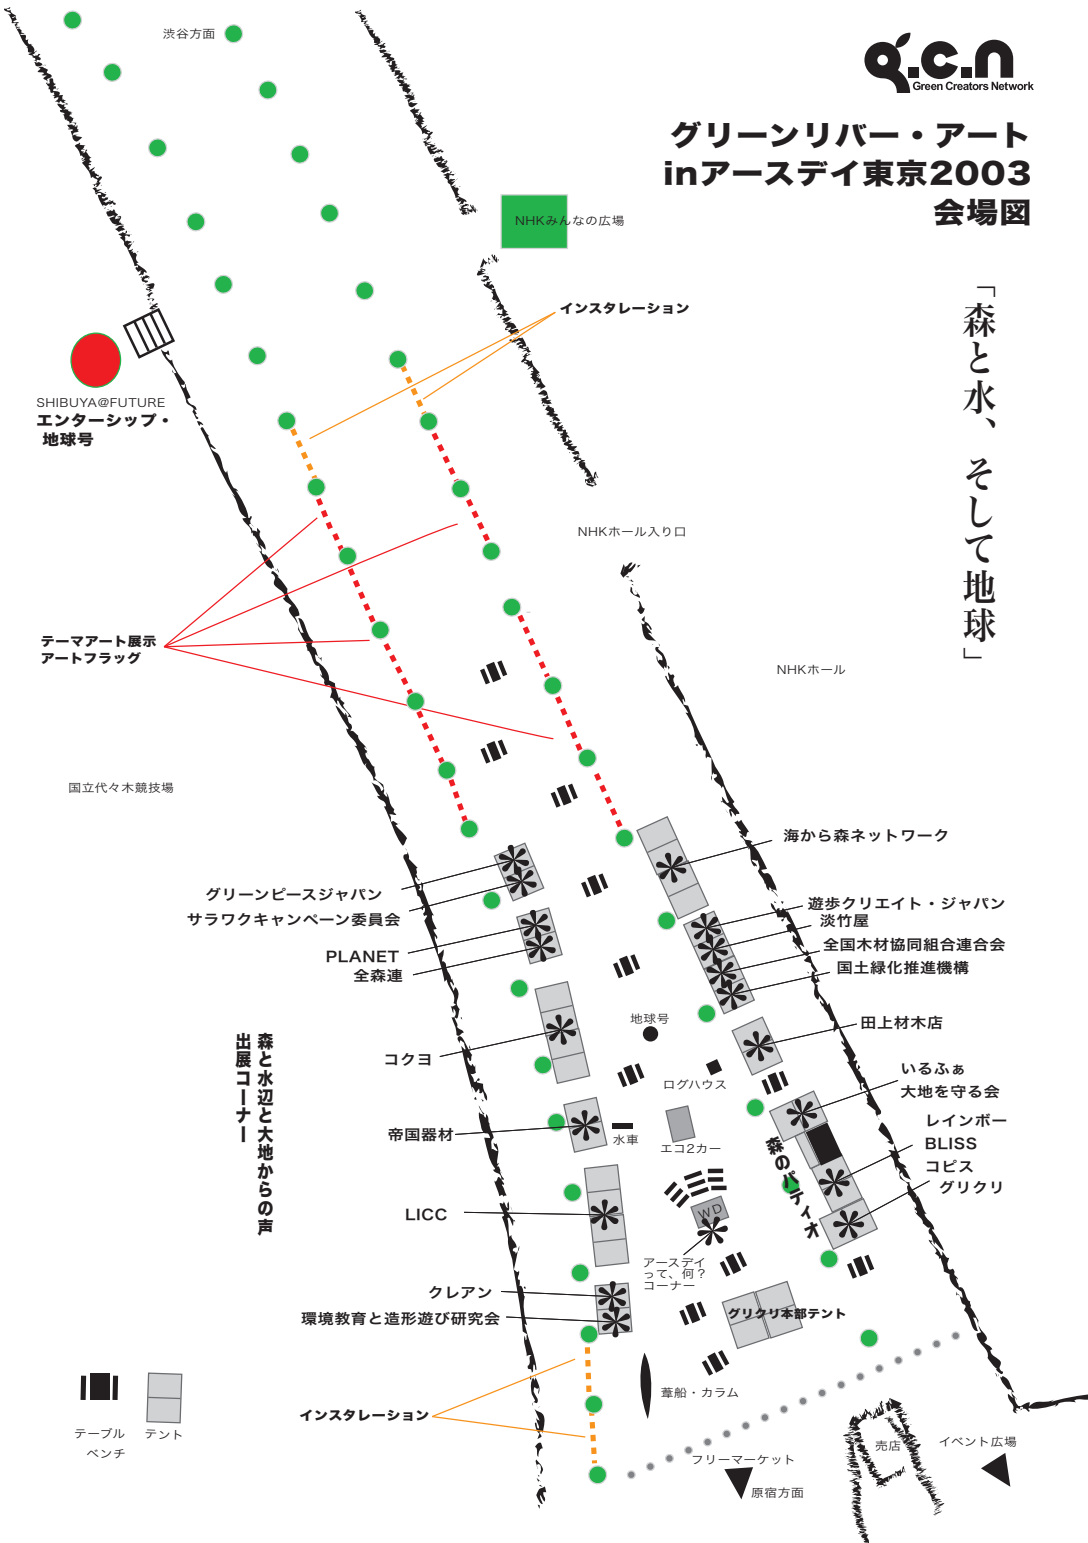 渋谷方面
g.c.n
Green Creators Network
グリーンリバー・アート
inアースデイ東京2003
会場図
NHKみんなの広場
「森と水、そして地球」
インスタレーション
SHIBUYA@FUTURE
エンターシップ・
地球号
NHKホール入り口
テーマアート展示
アートフラッグ
NHKホール
国立代々木競技場
海から森ネットワーク
グリーンピースジャパン
サラワクキャンペーン委員会
遊歩クリエイト・ジャパン
淡竹屋
PLANET
全森連
全国木材協同組合連合会
国土緑化推進機構
地球号
田上材木店
森と水辺と大地からの声
出展コーナー
コクヨ
ログハウス
いるふぁ
大地を守る会
帝国器材
水車
エコ2カー
レインボー
BLISS
コピス
グリクリ
森のパティオ
LICC
WD
アースデイ
って、何？
コーナー
クレアン
環境教育と造形遊び研究会
グリクリ本部テント
葦船・カラム
インスタレーション
テーブル
ベンチ
テント
フリーマーケット
原宿方面
売店
イベント広場